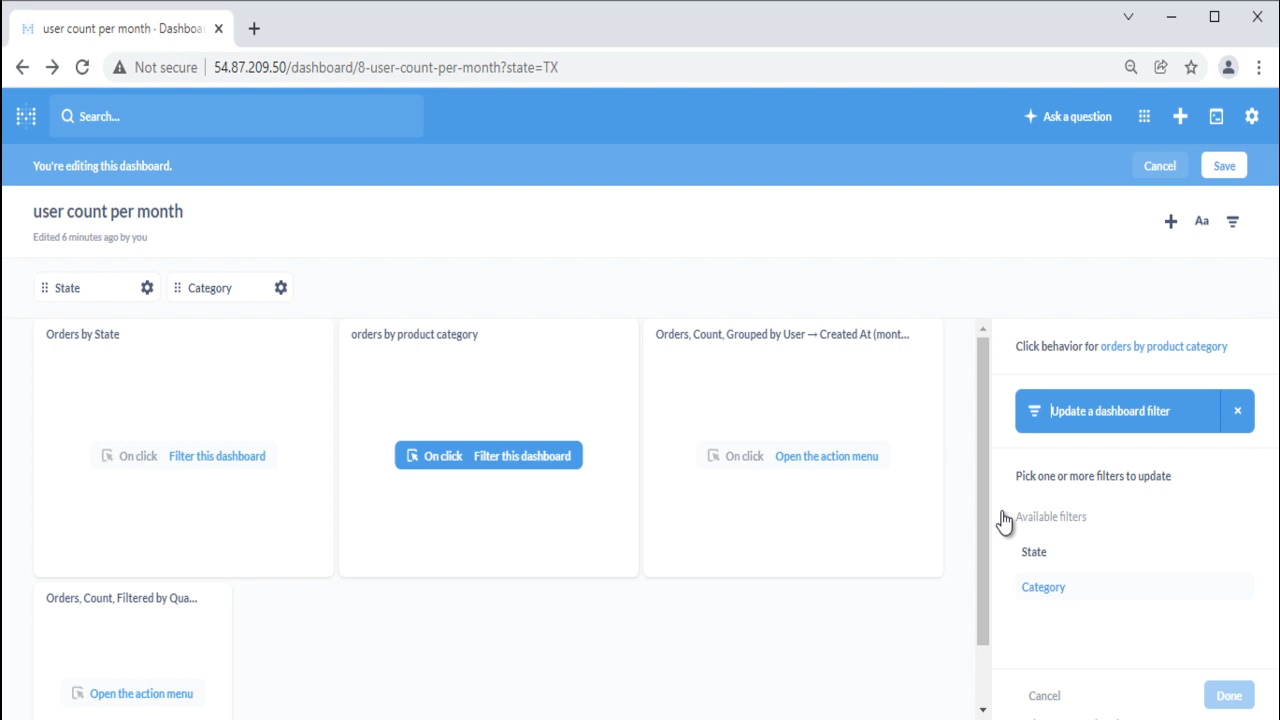 user count per month · Dashboar
Not secure
54.87.209.50/dashboard/8-user-count-per-month?state=TX
Search...
Ask a question
You're editing this dashboard.
Cancel
Save
user count per month
Edited 6 minutes ago by you
Aa
State
Category
Orders by State
orders by product category
Orders, Count, Grouped by User → Created At (mont...
Click behavior for orders by product category
Update a dashboard filter
On click Filter this dashboard
On click Filter this dashboard
On click Open the action menu
Pick one or more filters to update
Available filters
State
Category
Orders, Count, Filtered by Qua...
Open the action menu
Cancel
Done